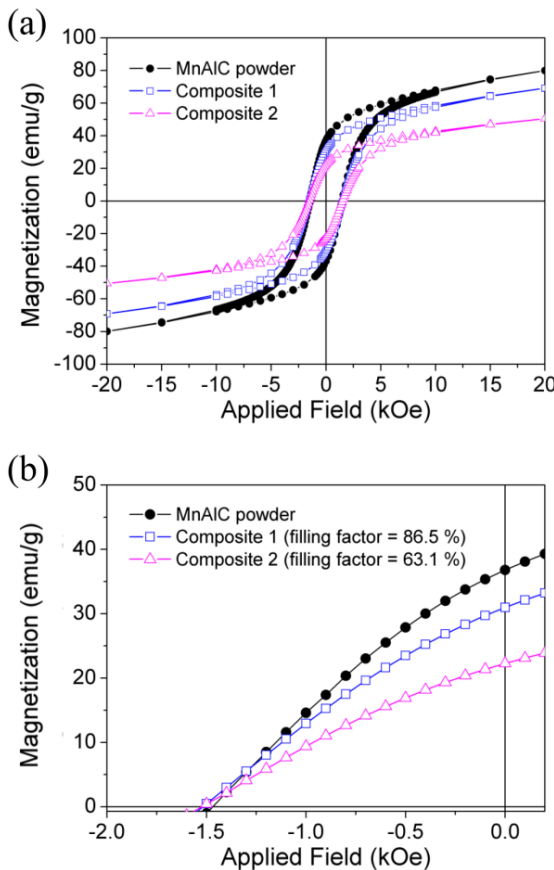 (a)
100
80
60
40
20
0
-20
-40
-60
-80
-100
Magnetization (emu/g)
MnAlC powder
Composite 1
Composite 2
-20 -15 -10 -5 0 5 10 15 20
Applied Field (kOe)
(b)
50
40
30
20
10
0
Magnetization (emu/g)
MnAlC powder
Composite 1 (filling factor = 86.5 %)
Composite 2 (filling factor = 63.1 %)
-2.0 -1.5 -1.0 -0.5 0.0
Applied Field (kOe)